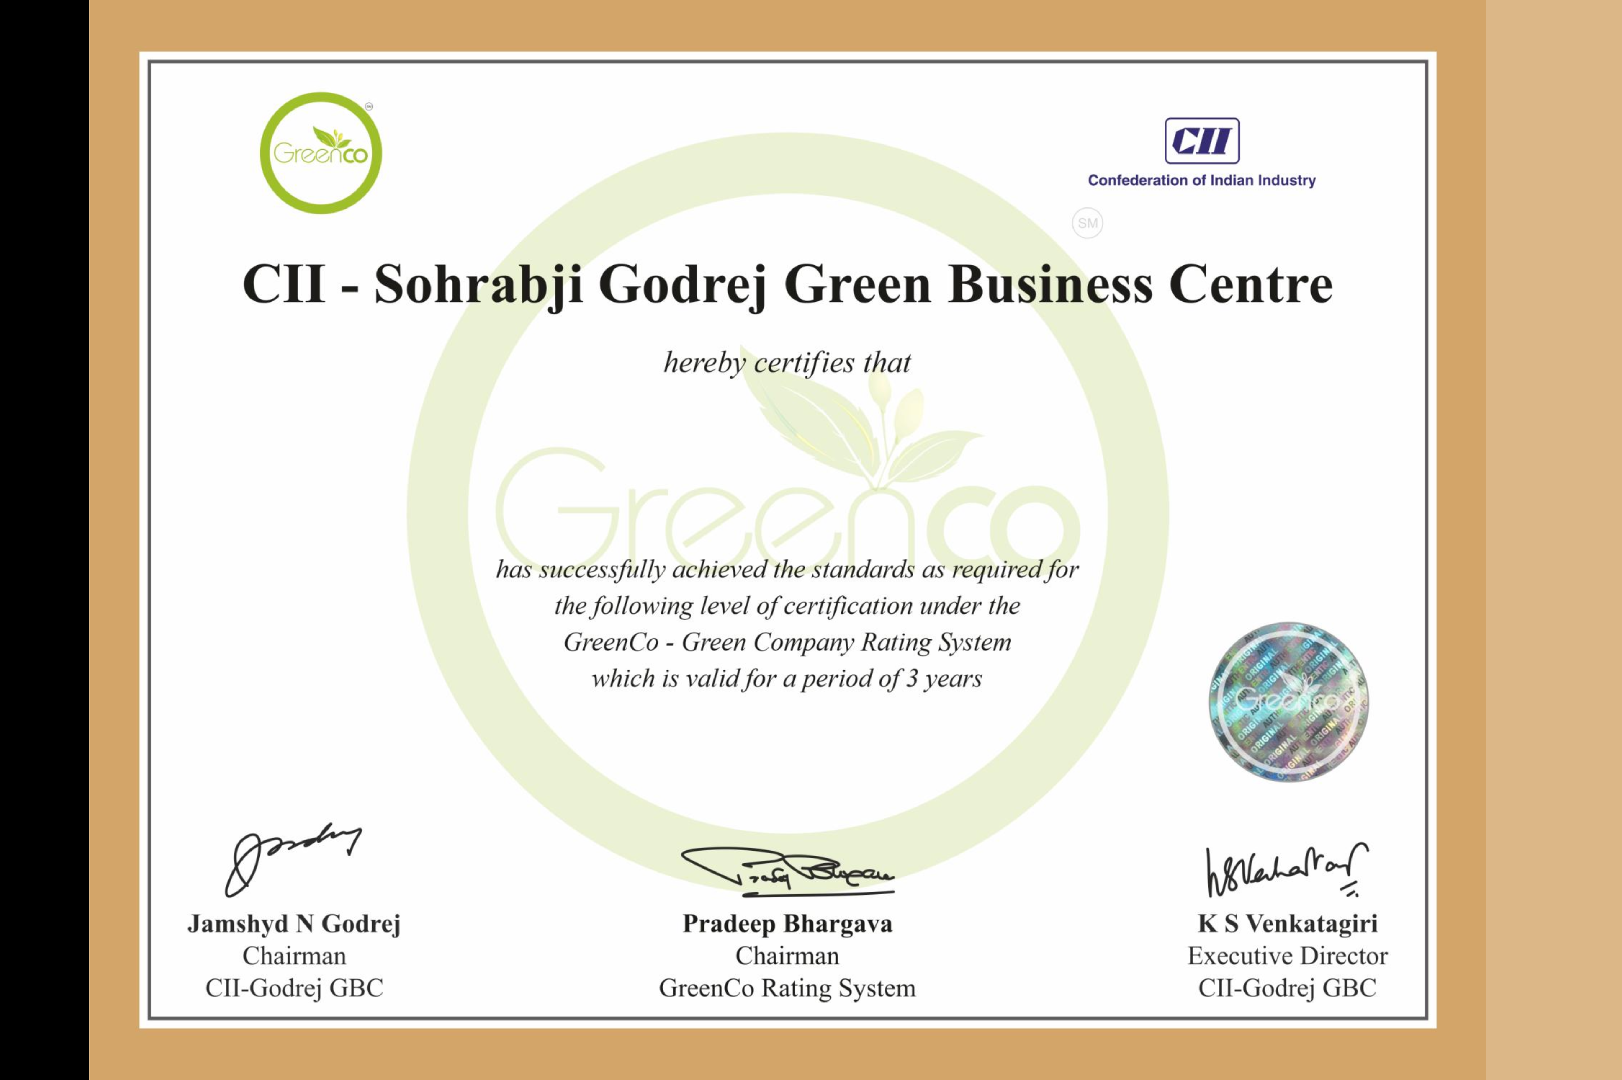 Greenco
CII
Confederation of Indian Industry
SM
CII - Sohrabji Godrej Green Business Centre
hereby certifies that
Greenco
has successfully achieved the standards as required for
the following level of certification under the
GreenCo - Green Company Rating System
which is valid for a period of 3 years
Greenco
ORIGINAL
Jamshyd N Godrej
Pradeep Bhargava
K S Venkatagiri
Chairman
Chairman
Executive Director
CII-Godrej GBC
GreenCo Rating System
CII-Godrej GBC